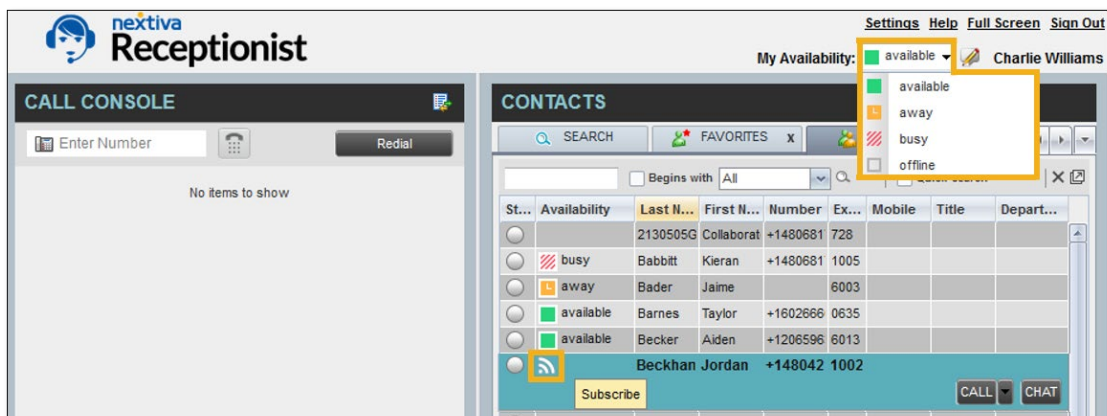 nextiva
Receptionist
Settings Help Full Screen Sign Out
My Availability: available Charlie Williams
available
away
busy
offline
CALL CONSOLE
Enter Number
Redial
No items to show
CONTACTS
SEARCH
FAVORITES X
Begins with All
St... Availability Last N... First N... Number Ex... Mobile Title Depart...
2130505G Collaborat +1480681 728
busy Babbitt Kieran +1480681 1005
away Bader Jaime 6003
available Barnes Taylor +1602666 0635
available Becker Aiden +1206596 6013
Beckhan Jordan +148042 1002
Subscribe
CALL CHAT